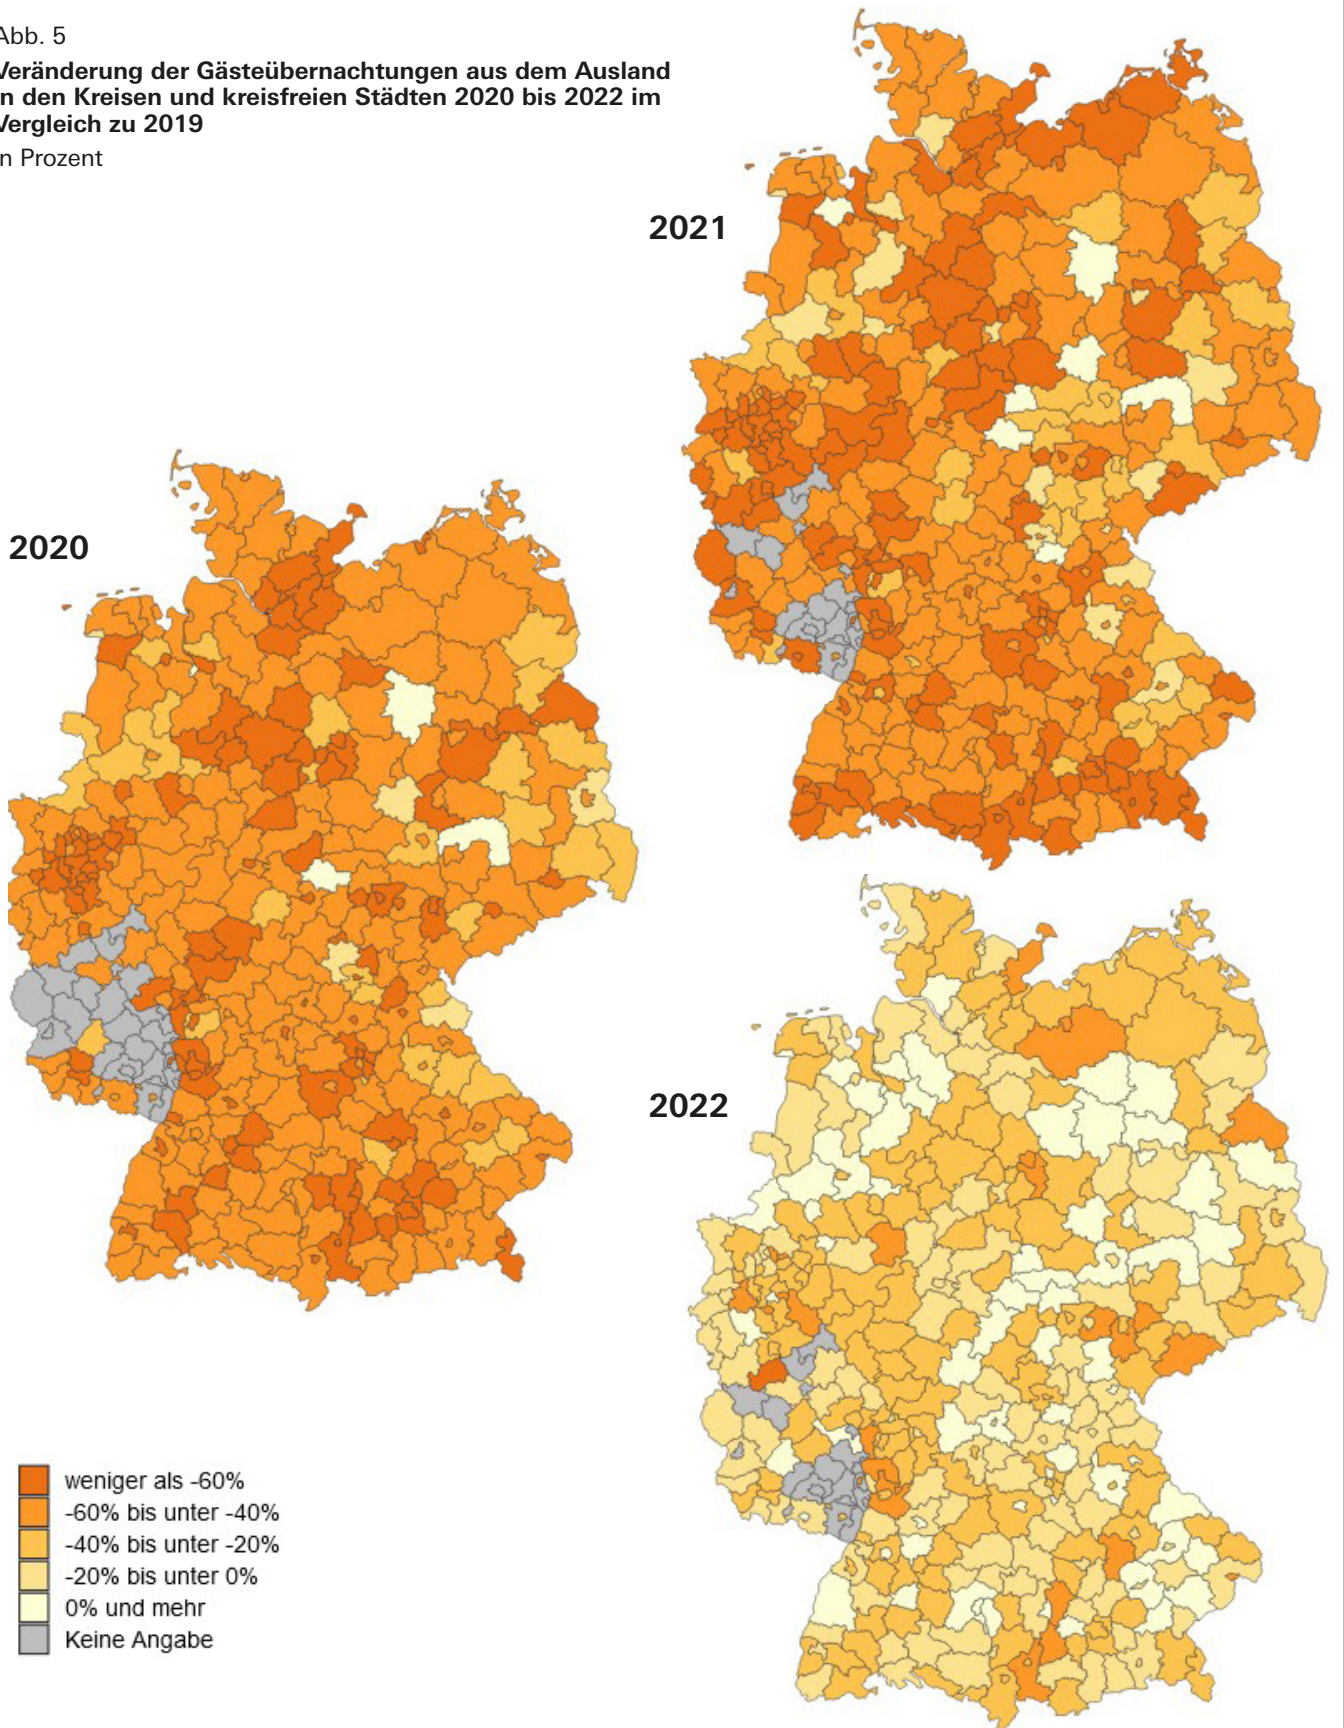 Abb. 5
Veränderung der Gästeübernachtungen aus dem Ausland
in den Kreisen und kreisfreien Städten 2020 bis 2022 im
Vergleich zu 2019
in Prozent
2021
2020
2022
weniger als -60%
-60% bis unter -40%
-40% bis unter -20%
-20% bis unter 0%
0% und mehr
Keine Angabe